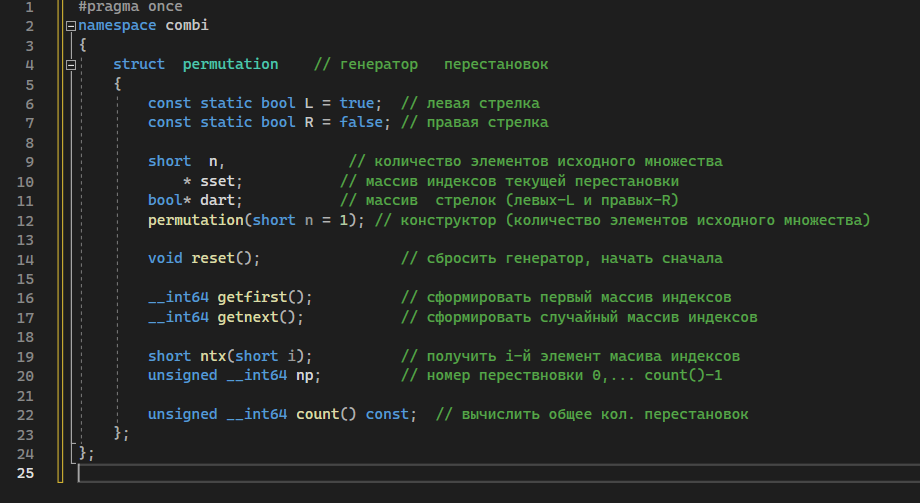 1 #pragma once
2 namespace combi
3 {
4 struct  permutation    // генератор   перестановок
5 {
6 const static bool L = true;  // левая стрелка
7 const static bool R = false; // правая стрелка
8
9 short  n,              // количество элементов исходного множества
10 * sset;              // массив индексов текущей перестановки
11 bool* dart;           // массив  стрелок (левых-L и правых-R)
12 permutation(short n = 1); // конструктор (количество элементов исходного множества)
13
14 void reset();                // сбросить генератор, начать сначала
15
16 __int64 getfirst();          // сформировать первый массив индексов
17 __int64 getnext();           // сформировать случайный массив индексов
18
19 short ntx(short i);          // получить i-й элемент масива индексов
20 unsigned __int64 np;         // номер перествновки 0,... count()-1
21
22 unsigned __int64 count() const;  // вычислить общее кол. перестановок
23 };
24 };
25